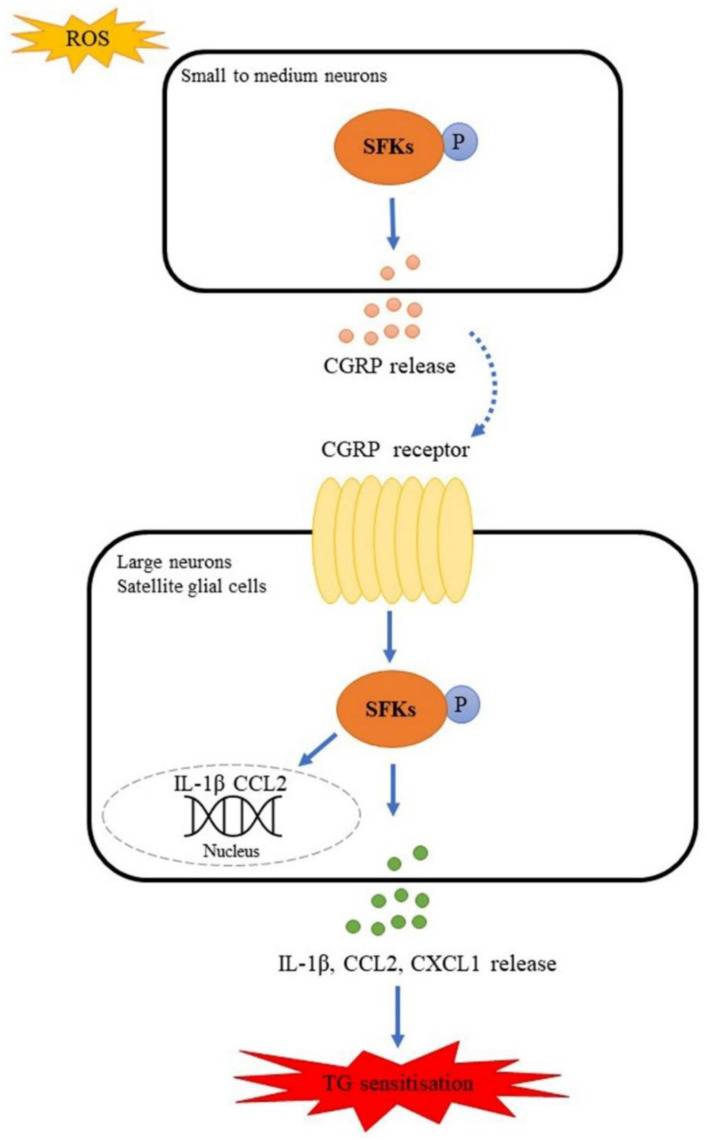 ROS
Small to medium neurons
SFKs
P
CGRP release
CGRP receptor
Large neurons
Satellite glial cells
SFKs
P
IL-1β CCL2
Nucleus
IL-1β, CCL2, CXCL1 release
TG sensitisation